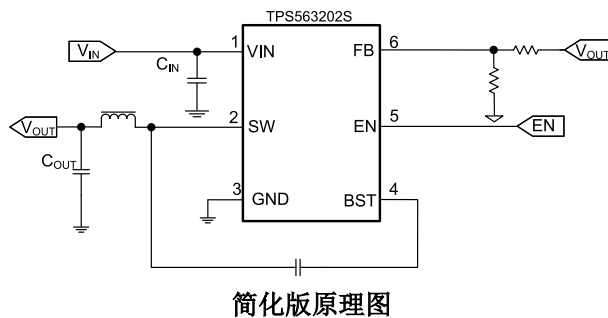 TPS563202S
VIN
CIN
1
VIN
FB
6
VOUT
VOUT
COUT
2
SW
EN
5
EN
3
GND
BST
4
简化版原理图